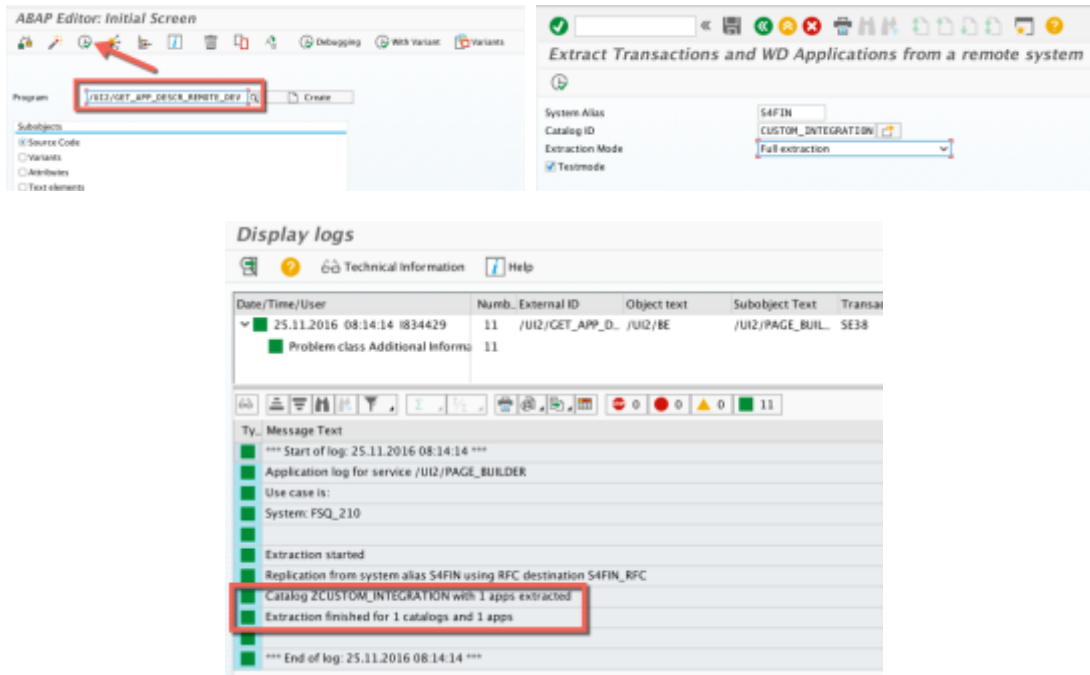 ABAP Editor: Initial Screen
Debugging With Variant Variants
Program /UI2/GET_APP_DESCR_REMOTE_DEV Create
Subobjects
Source Code
Variants
Attributes
Text elements
Extract Transactions and WD Applications from a remote system
System Alias S4FIN
Catalog ID CUSTOM_INTEGRATION
Extraction Mode Full extraction
Testmode
Display logs
Technical Information Help
Date/Time/User Numb.. External ID Object text Subobject Text Transac
25.11.2016 08:14:14 I834429 11 /UI2/GET_APP_D.. /UI2/BE /UI2/PAGE_BUIL.. SE38
Problem class Additional Informa 11
0 0 0 11
Ty.. Message Text
*** Start of log: 25.11.2016 08:14:14 ***
Application log for service /UI2/PAGE_BUILDER
Use case is:
System: FSQ_210
Extraction started
Replication from system alias S4FIN using RFC destination S4FIN_RFC
Catalog ZCUSTOM_INTEGRATION with 1 apps extracted
Extraction finished for 1 catalogs and 1 apps
*** End of log: 25.11.2016 08:14:14 ***